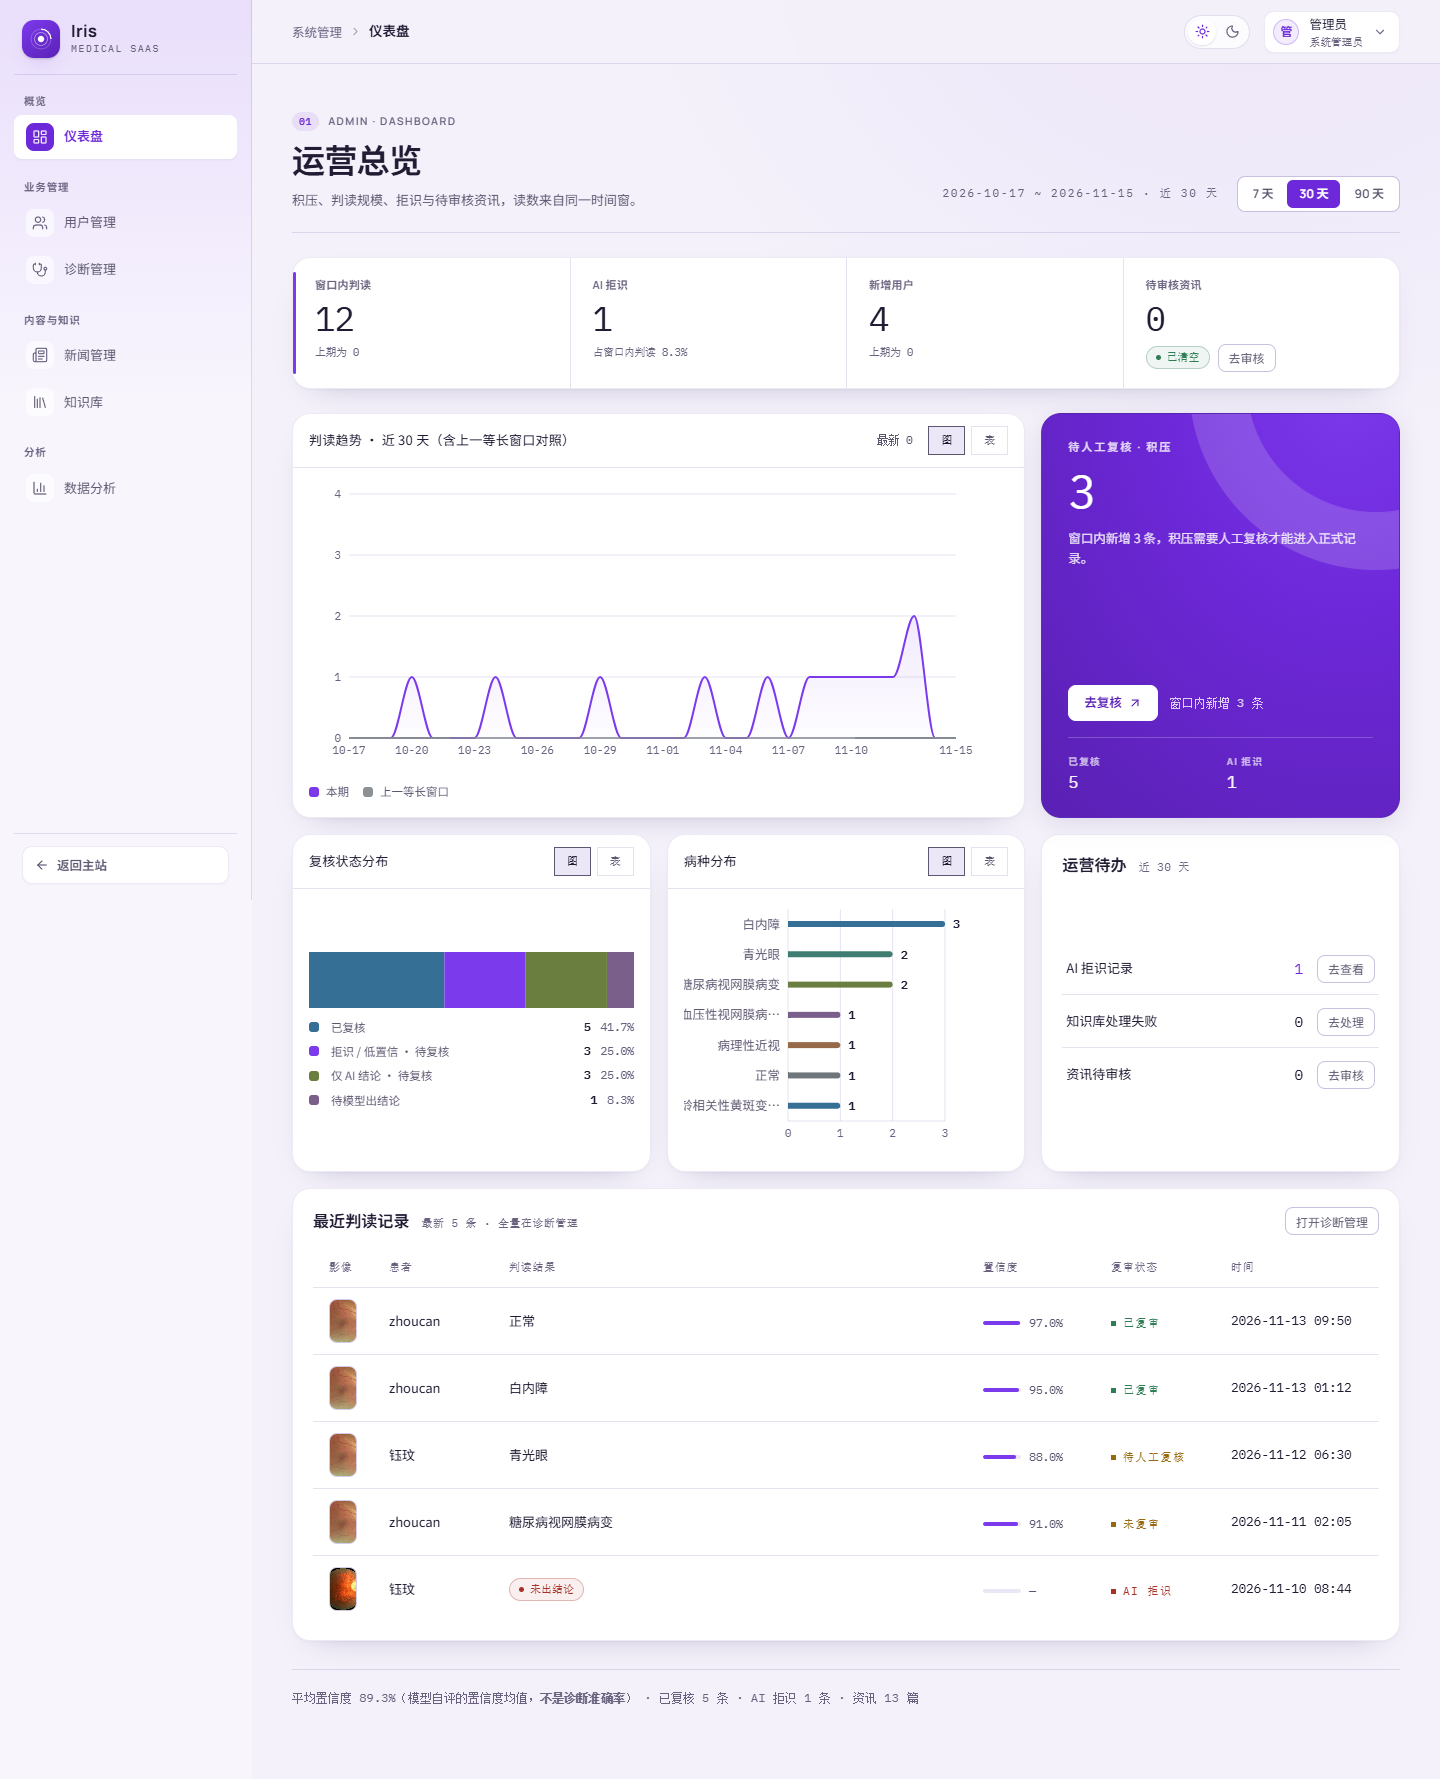 Iris
MEDICAL SAAS
概览
仪表盘
业务管理
用户管理
诊断管理
内容与知识
新闻管理
知识库
分析
数据分析
返回主站
系统管理 > 仪表盘
管
管理员
系统管理员
01 ADMIN · DASHBOARD
运营总览
积压、判读规模、拒识与待审核资讯，读数来自同一时间窗。
2026-10-17 ~ 2026-11-15 · 近 30 天
7 天 30 天 90 天
窗口内判读
12
上期为 0
AI 拒识
1
占窗口内判读 8.3%
新增用户
4
上期为 0
待审核资讯
0
已清空 去审核
判读趋势 · 近 30 天（含上一等长窗口对照）
最新 0 图 表
4
3
2
1
0
10-17 10-20 10-23 10-26 10-29 11-01 11-04 11-07 11-10 11-15
本期 上一等长窗口
待人工复核 · 积压
3
窗口内新增 3 条，积压需要人工复核才能进入正式记
录。
去复核 窗口内新增 3 条
已复核 AI 拒识
5 1
复核状态分布 图 表
已复核 5 41.7%
拒识 / 低置信 · 待复核 3 25.0%
仅 AI 结论 · 待复核 3 25.0%
待模型出结论 1 8.3%
病种分布 图 表
白内障 3
青光眼 2
糖尿病视网膜病变 2
血压性视网膜病… 1
病理性近视 1
正常 1
龄相关性黄斑变… 1
0 1 2 3
运营待办 近 30 天
AI 拒识记录 1 去查看
知识库处理失败 0 去处理
资讯待审核 0 去审核
最近判读记录 最新 5 条 · 全量在诊断管理 打开诊断管理
影像 患者 判读结果 置信度 复审状态 时间
zhoucan 正常 97.0% 已复审 2026-11-13 09:50
zhoucan 白内障 95.0% 已复审 2026-11-13 01:12
钰玟 青光眼 88.0% 待人工复核 2026-11-12 06:30
zhoucan 糖尿病视网膜病变 91.0% 未复审 2026-11-11 02:05
钰玟 未出结论 — AI 拒识 2026-11-10 08:44
平均置信度 89.3%（模型自评的置信度均值，不是诊断准确率） · 已复核 5 条 · AI 拒识 1 条 · 资讯 13 篇